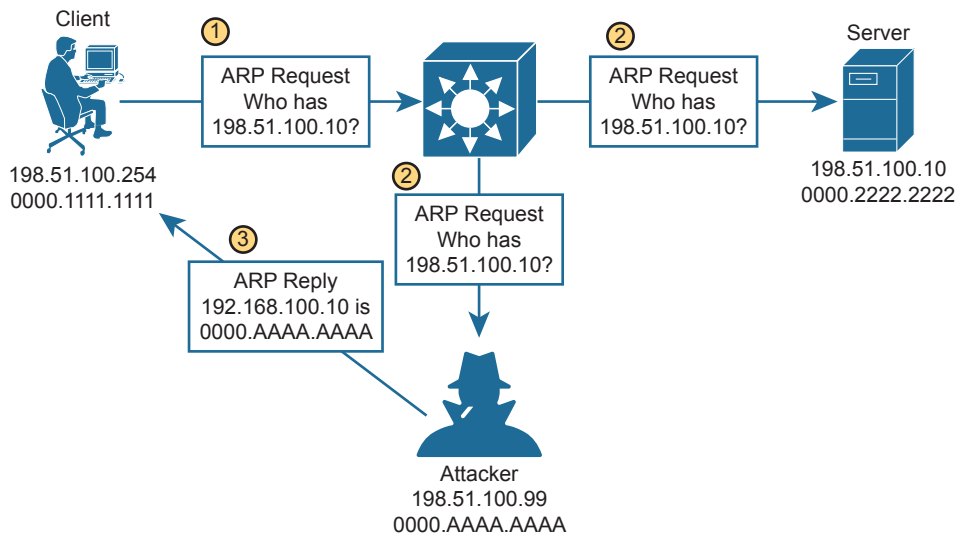 Client
1
ARP Request
Who has
198.51.100.10?
2
ARP Request
Who has
198.51.100.10?
Server
198.51.100.254
0000.1111.1111
198.51.100.10
0000.2222.2222
2
ARP Request
Who has
198.51.100.10?
3
ARP Reply
192.168.100.10 is
0000.AAAA.AAAA
Attacker
198.51.100.99
0000.AAAA.AAAA